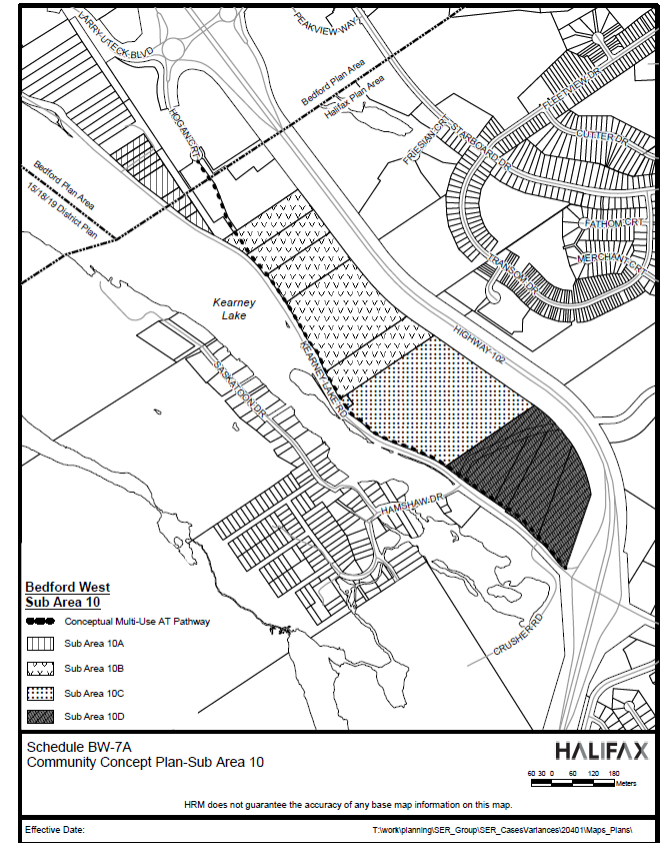 LARRY UTECK BLVD
PEAKVIEW WAY
Bedford Plan Area
Halifax Plan Area
HOGAN CRT
FLEETVIEW DR
CUTTER DR
FRIESIAN CRT
STARBOARD DR
Bedford Plan Area
15/18/19 District Plan
FATHOM CRT
MERCHANT CRT
RANSOM DR
Kearney
Lake
HIGHWAY 102
KEARNEY LAKE RD
SASKATOON DR
HAMSHAW DR
CRUSHER RD
Bedford West
Sub Area 10
Conceptual Multi-Use AT Pathway
Sub Area 10A
Sub Area 10B
Sub Area 10C
Sub Area 10D
Schedule BW-7A
Community Concept Plan-Sub Area 10
HALIFAX
60 30 0 60 120 180
Meters
HRM does not guarantee the accuracy of any base map information on this map.
Effective Date:
T:\work\planning\SER_Group\SER_CasesVariances\20401\Maps_Plans\